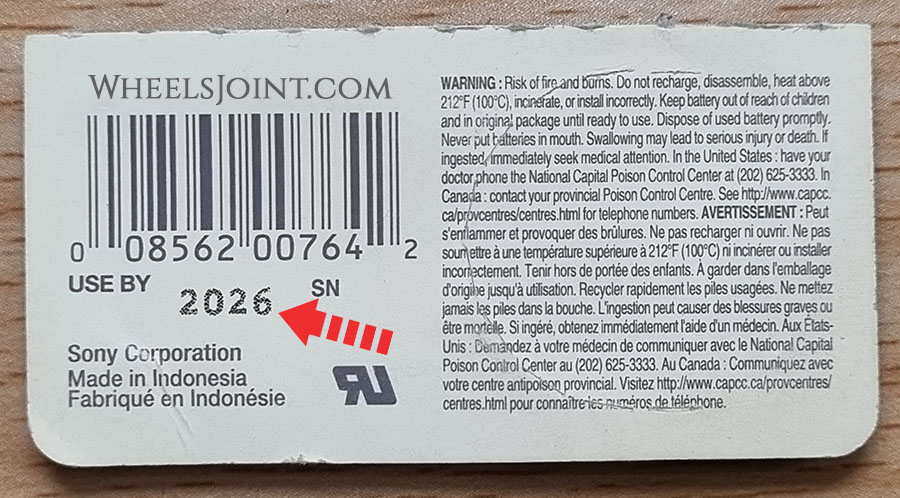 WheelsJoint.com
0 08562 00764 2
USE BY 2026 SN
Sony Corporation
Made in Indonesia
Fabriqué en Indonésie
WARNING : Risk of fire and burns. Do not recharge, disassemble, heat above
212°F (100°C), incinerate, or install incorrectly. Keep battery out of reach of children
and in original package until ready to use. Dispose of used battery promptly.
Never put batteries in mouth. Swallowing may lead to serious injury or death. If
ingested, immediately seek medical attention. In the United States : have your
doctor phone the National Capital Poison Control Center at (202) 625-3333. In
Canada : contact your provincial Poison Control Centre. See http://www.capcc.
ca/provcentres/centres.html for telephone numbers. AVERTISSEMENT : Peut
s'enflammer et provoquer des brûlures. Ne pas recharger ni ouvrir. Ne pas
soumettre à une température supérieure à 212°F (100°C) ni incinérer ou installer
incorrectement. Tenir hors de portée des enfants. À garder dans l'emballage
d'origine jusqu'à utilisation. Recycler rapidement les piles usagées. Ne mettez
jamais les piles dans la bouche. L'ingestion peut causer des blessures graves ou
être mortelle. Si ingéré, obtenez immédiatement l'aide d'un médecin. Aux États-
Unis : Demandez à votre médecin de communiquer avec le National Capital
Poison Control Center au (202) 625-3333. Au Canada : Communiquez avec
votre centre antipoison provincial. Visitez http://www.capcc.ca/provcentres/
centres.html pour connaître les numéros de téléphone.